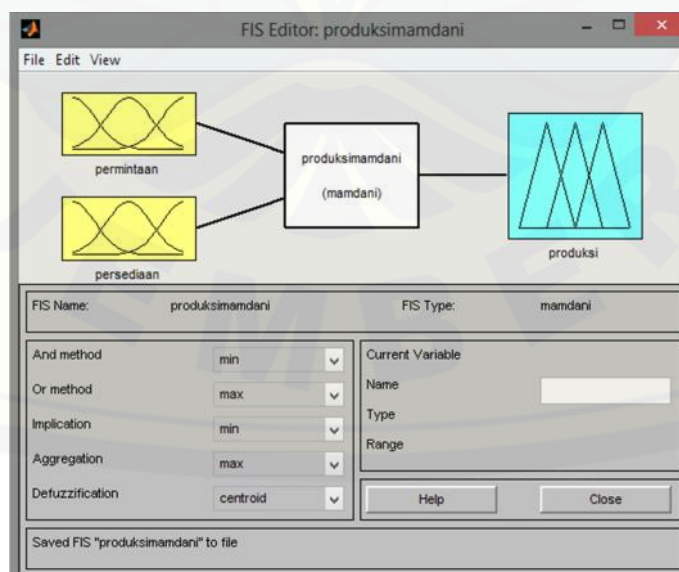 FIS Editor: produksimamdani
File Edit View
permintaan
persediaan
produksimamdani
(mamdani)
produksi
FIS Name: produksimamdani FIS Type: mamdani
And method min
Or method max
Implication min
Aggregation max
Defuzzification centroid
Current Variable
Name
Type
Range
Help Close
Saved FIS "produksimamdani" to file